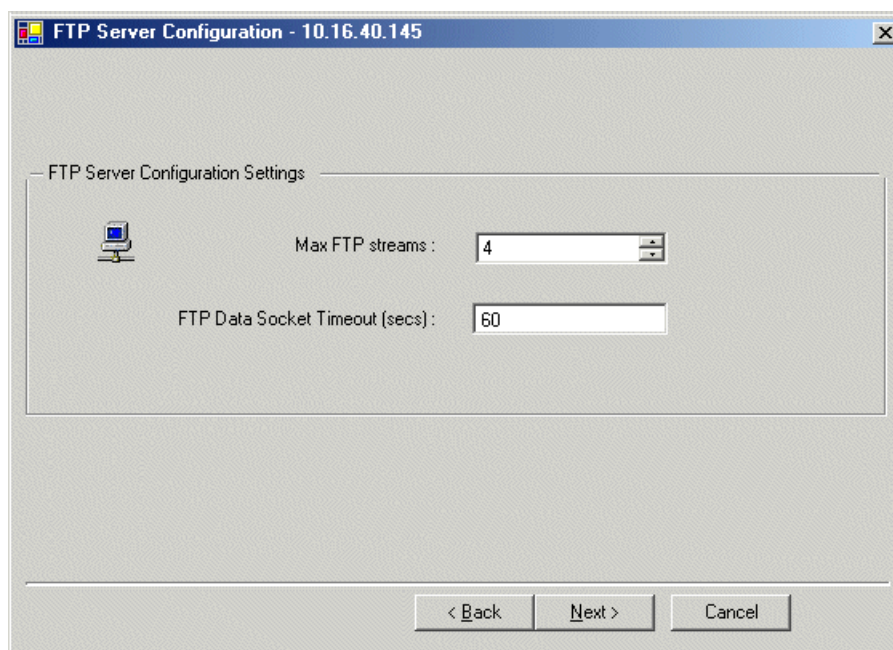 FTP Server Configuration - 10.16.40.145
FTP Server Configuration Settings
Max FTP streams : 4
FTP Data Socket Timeout (secs) : 60
< Back Next > Cancel